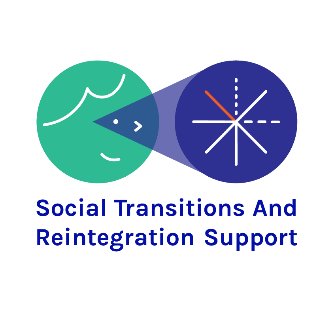 Social Transitions And
Reintegration Support